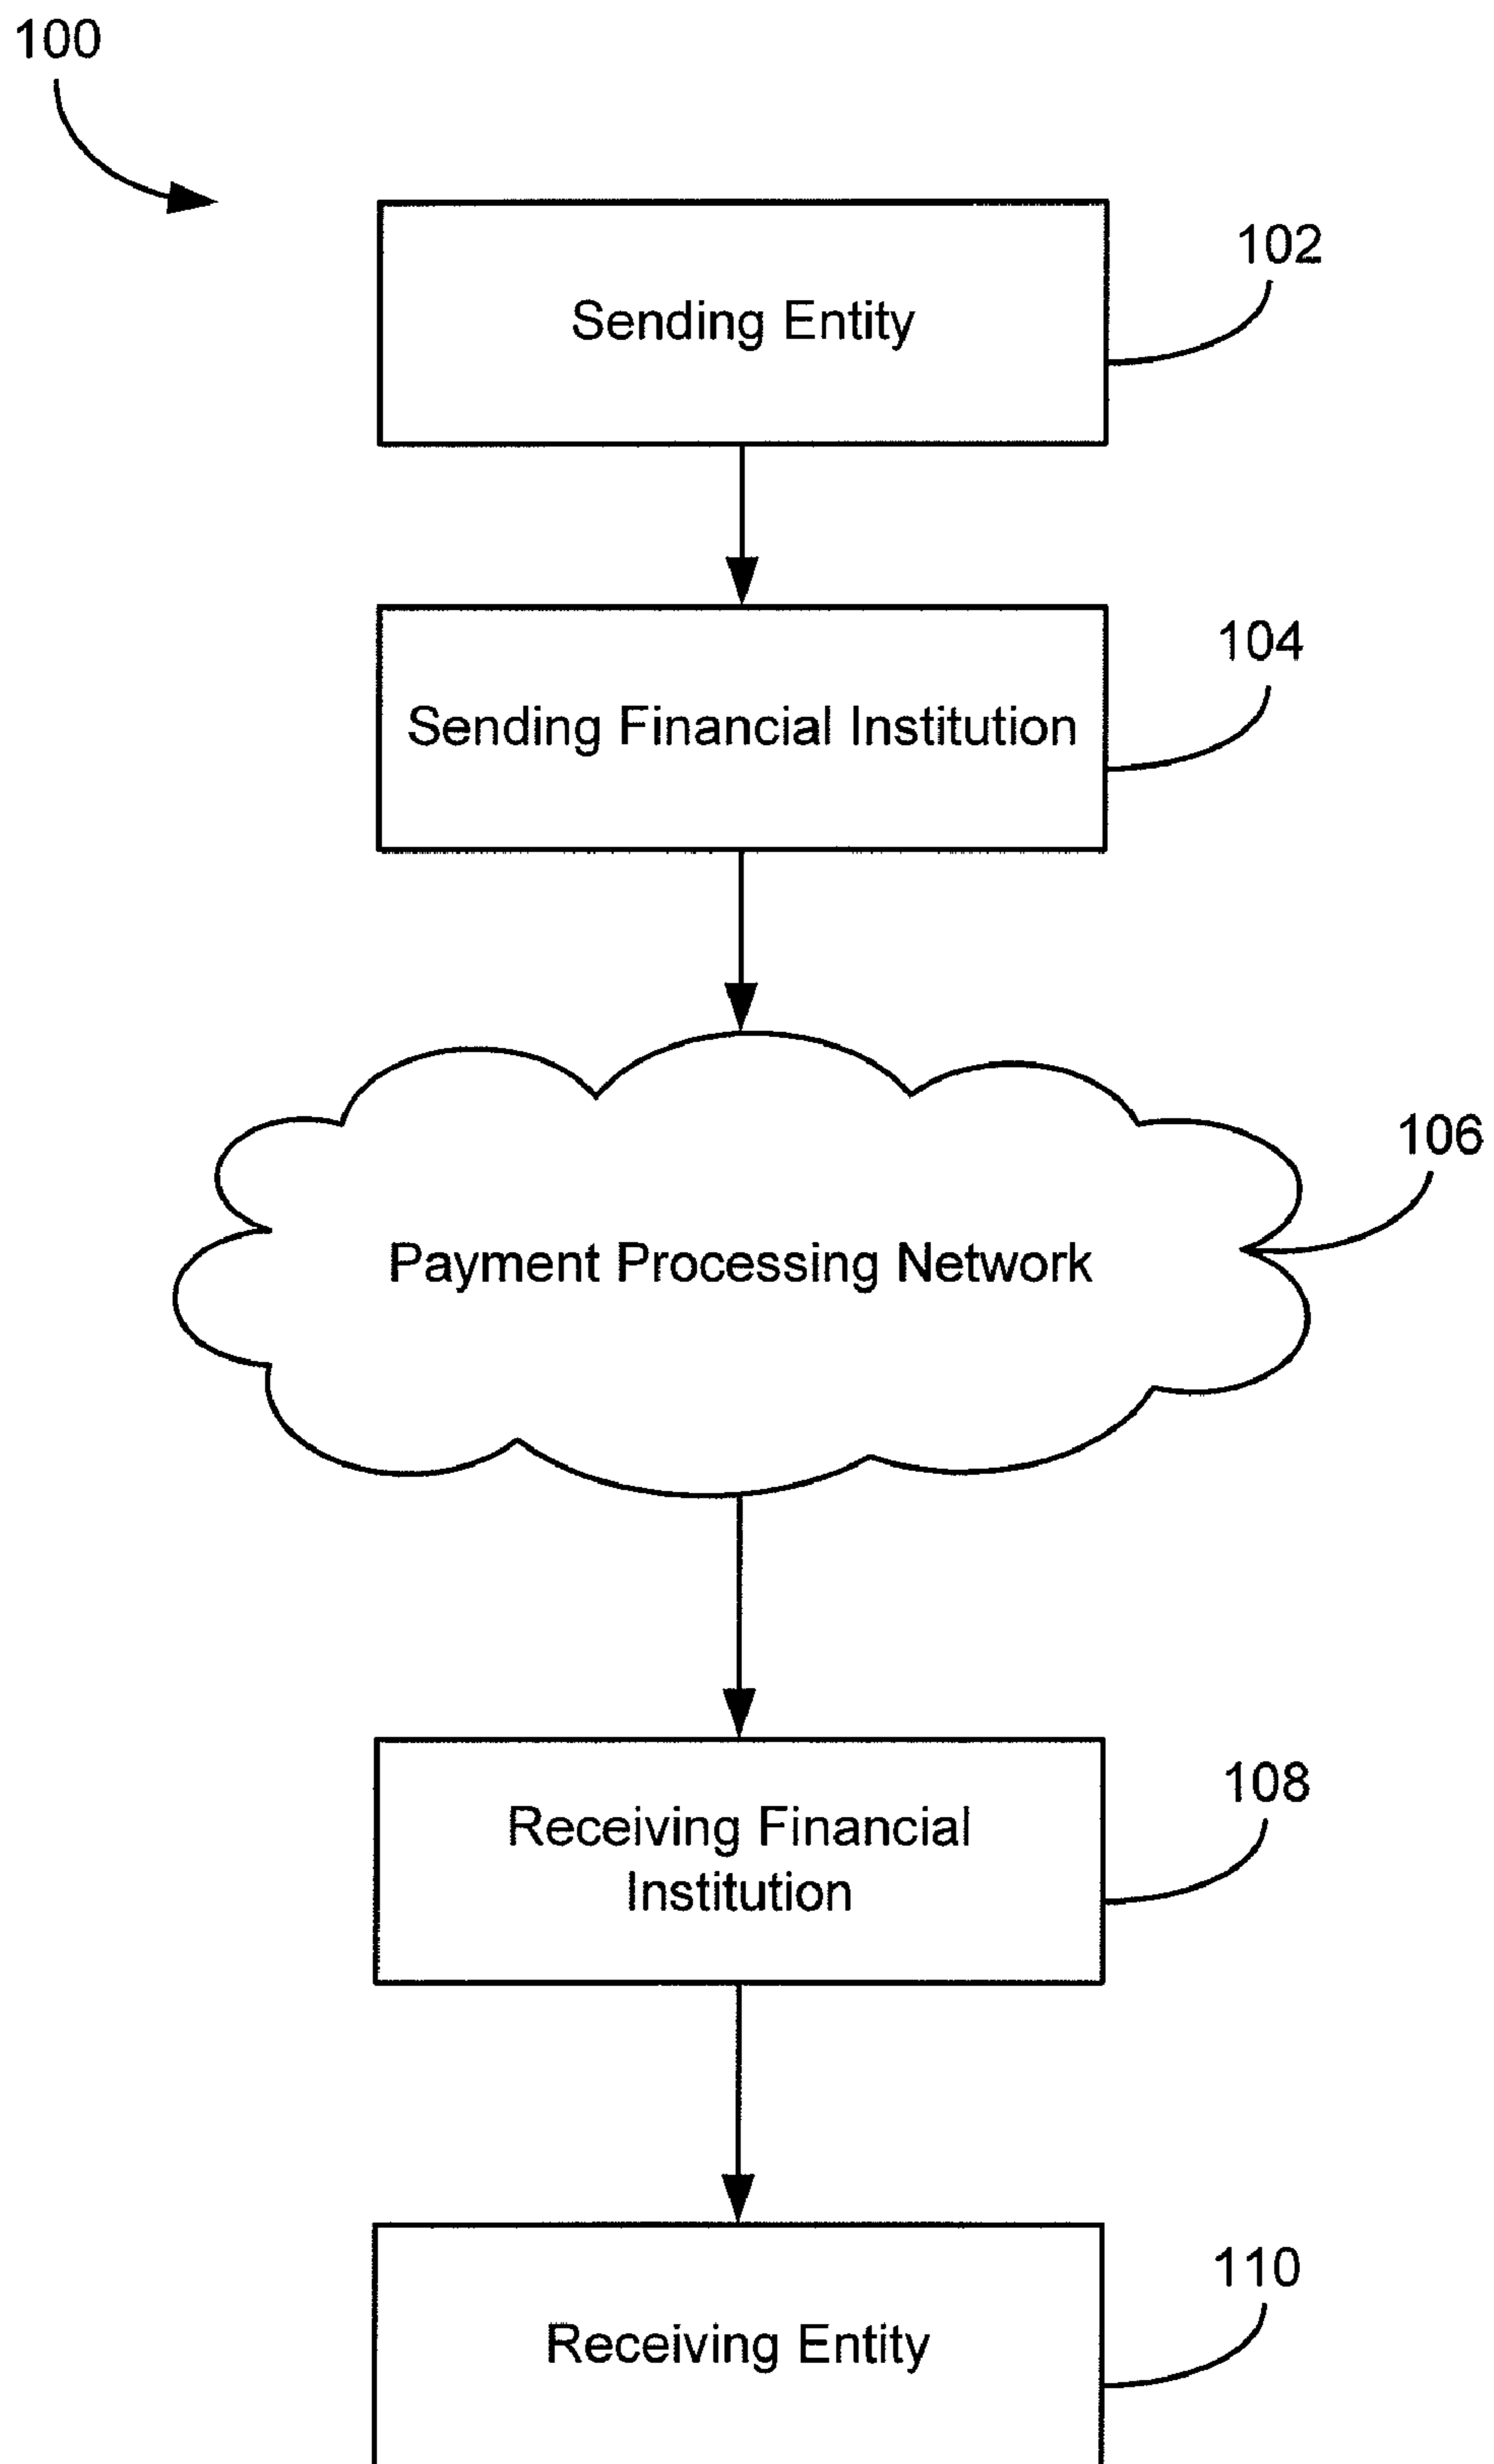 100
102
Sending Entity
104
Sending Financial Institution
106
Payment Processing Network
108
Receiving Financial
Institution
110
Receiving Entity